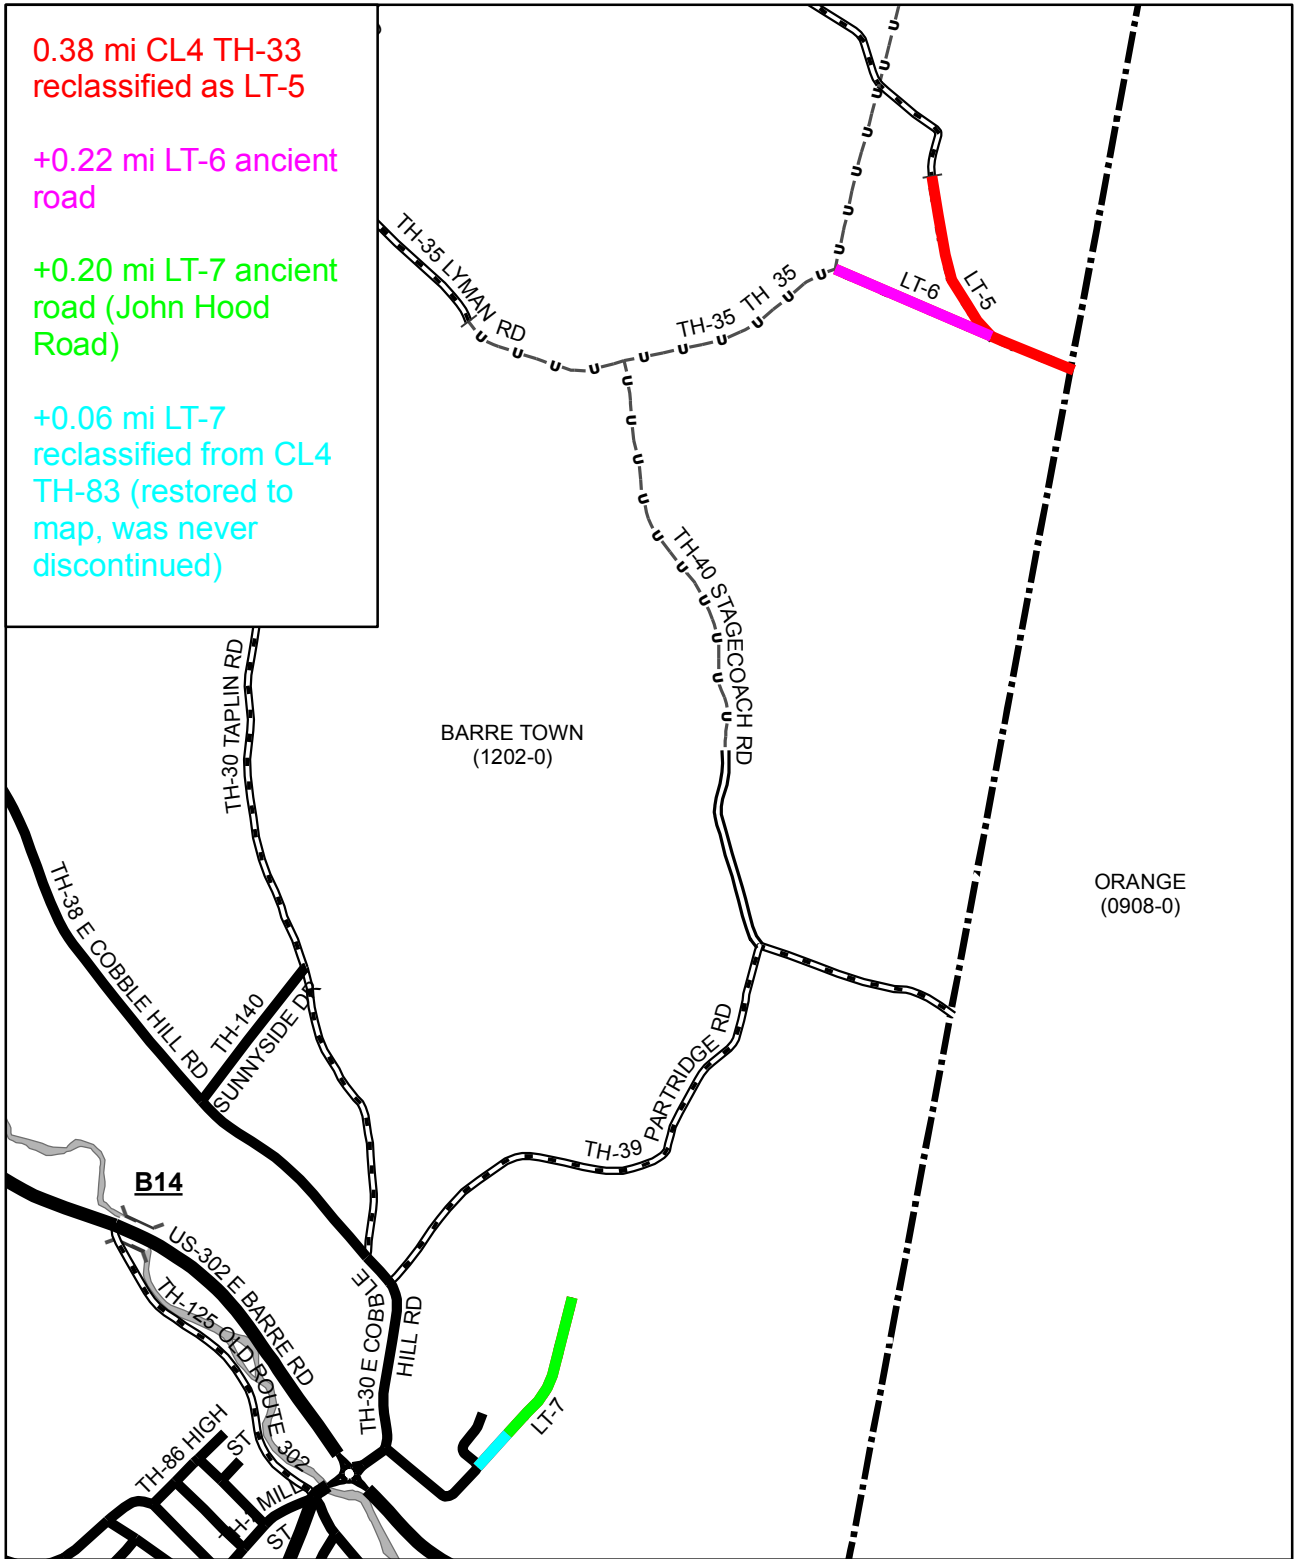 0.38 mi CL4 TH-33
reclassified as LT-5
+0.22 mi LT-6 ancient
road
+0.20 mi LT-7 ancient
road (John Hood
Road)
+0.06 mi LT-7
reclassified from CL4
TH-83 (restored to
map, was never
discontinued)
TH-35 LYMAN RD
TH-35
TH 35
LT-6
LT-5
TH-40 STAGECOACH RD
TH-30 TAPLIN RD
BARRE TOWN
(1202-0)
ORANGE
(0908-0)
TH-38 E COBBLE HILL RD
TH-140
SUNNYSIDE
PARTRIDGE RD
TH-39
B14
US-302 E BARRE RD
TH-125 OLD ROUTE 302
TH-30 E COBBLE
HILL RD
LT-7
TH-86 HIGH
ST
MILL
ST